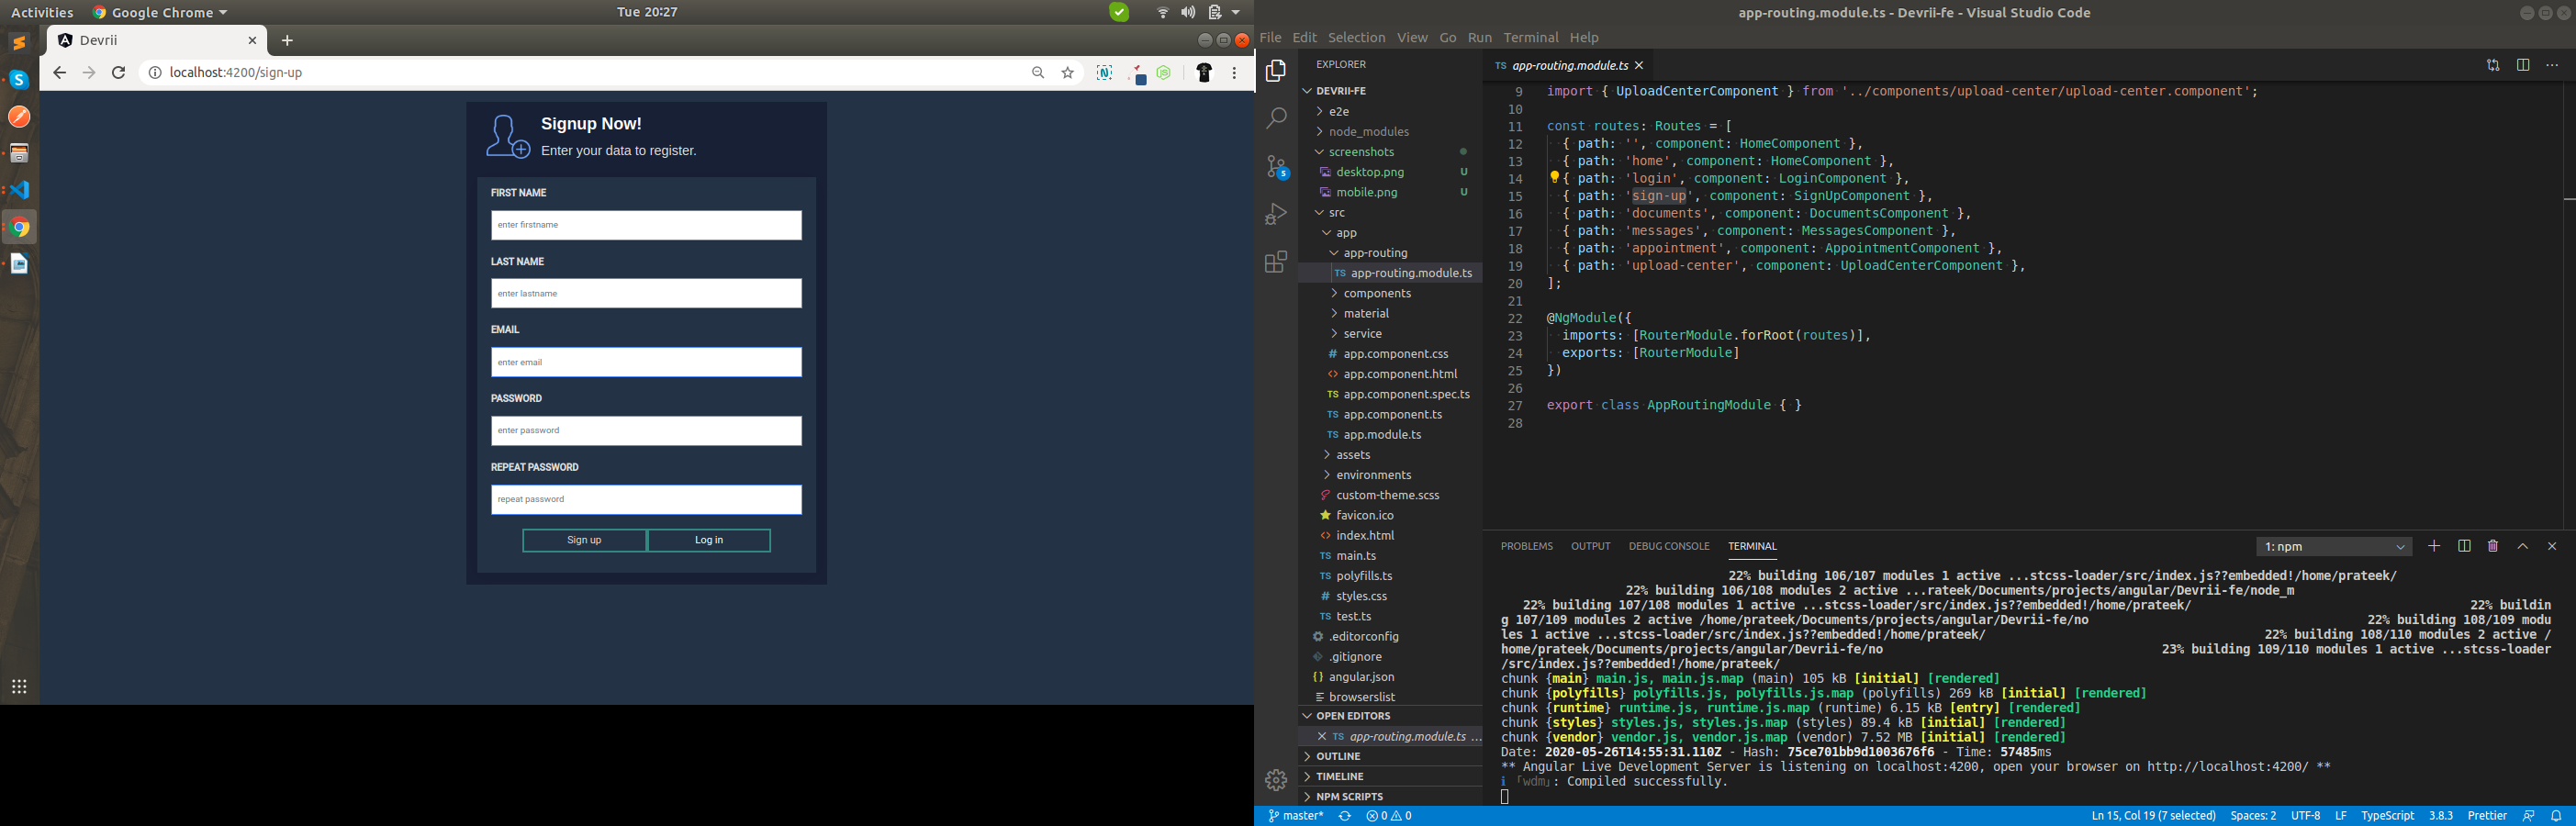 Activities
Google Chrome
Tue 20:27
Devrii
localhost:4200/sign-up
Signup Now!
Enter your data to register.
FIRST NAME
enter firstname
LAST NAME
enter lastname
EMAIL
enter email
PASSWORD
enter password
REPEAT PASSWORD
repeat password
Sign up
Log in
app-routing.module.ts - Devrii-fe - Visual Studio Code
File Edit Selection View Go Run Terminal Help
EXPLORER
DEVRII-FE
e2e
node_modules
screenshots
desktop.png U
mobile.png U
src
app
app-routing
TS app-routing.module.ts
components
material
service
# app.component.css
<> app.component.html
TS app.component.spec.ts
TS app.component.ts
TS app.module.ts
assets
environments
custom-theme.scss
favicon.ico
<> index.html
TS main.ts
TS polyfills.ts
# styles.css
TS test.ts
.editorconfig
.gitignore
{} angular.json
browserslist
OPEN EDITORS
TS app-routing.module.ts ...
OUTLINE
TIMELINE
NPM SCRIPTS
TS app-routing.module.ts
9 import { UploadCenterComponent } from '../components/upload-center/upload-center.component';
10
11 const routes: Routes = [
12 { path: '', component: HomeComponent },
13 { path: 'home', component: HomeComponent },
14 { path: 'login', component: LoginComponent },
15 { path: 'sign-up', component: SignUpComponent },
16 { path: 'documents', component: DocumentsComponent },
17 { path: 'messages', component: MessagesComponent },
18 { path: 'appointment', component: AppointmentComponent },
19 { path: 'upload-center', component: UploadCenterComponent },
20 ];
21
22 @NgModule({
23 imports: [RouterModule.forRoot(routes)],
24 exports: [RouterModule]
25 })
26
27 export class AppRoutingModule { }
28
PROBLEMS OUTPUT DEBUG CONSOLE TERMINAL
1: npm
22% building 106/107 modules 1 active ...stcss-loader/src/index.js??embedded!/home/prateek/
22% building 106/108 modules 2 active ...rateek/Documents/projects/angular/Devrii-fe/node_m
22% building 107/108 modules 1 active ...stcss-loader/src/index.js??embedded!/home/prateek/ 22% buildin
g 107/109 modules 2 active /home/prateek/Documents/projects/angular/Devrii-fe/no 22% building 108/109 modu
les 1 active ...stcss-loader/src/index.js??embedded!/home/prateek/ 22% building 108/110 modules 2 active /
home/prateek/Documents/projects/angular/Devrii-fe/no 23% building 109/110 modules 1 active ...stcss-loader
/src/index.js??embedded!/home/prateek/
chunk {main} main.js, main.js.map (main) 105 kB [initial] [rendered]
chunk {polyfills} polyfills.js, polyfills.js.map (polyfills) 269 kB [initial] [rendered]
chunk {runtime} runtime.js, runtime.js.map (runtime) 6.15 kB [entry] [rendered]
chunk {styles} styles.js, styles.js.map (styles) 89.4 kB [initial] [rendered]
chunk {vendor} vendor.js, vendor.js.map (vendor) 7.52 MB [initial] [rendered]
Date: 2020-05-26T14:55:31.110Z - Hash: 75ce701bb9d1003676f6 - Time: 57485ms
** Angular Live Development Server is listening on localhost:4200, open your browser on http://localhost:4200/ **
ℹ ｢wdm｣: Compiled successfully.
master* 0 0
Ln 15, Col 19 (7 selected) Spaces: 2 UTF-8 LF TypeScript 3.8.3 Prettier